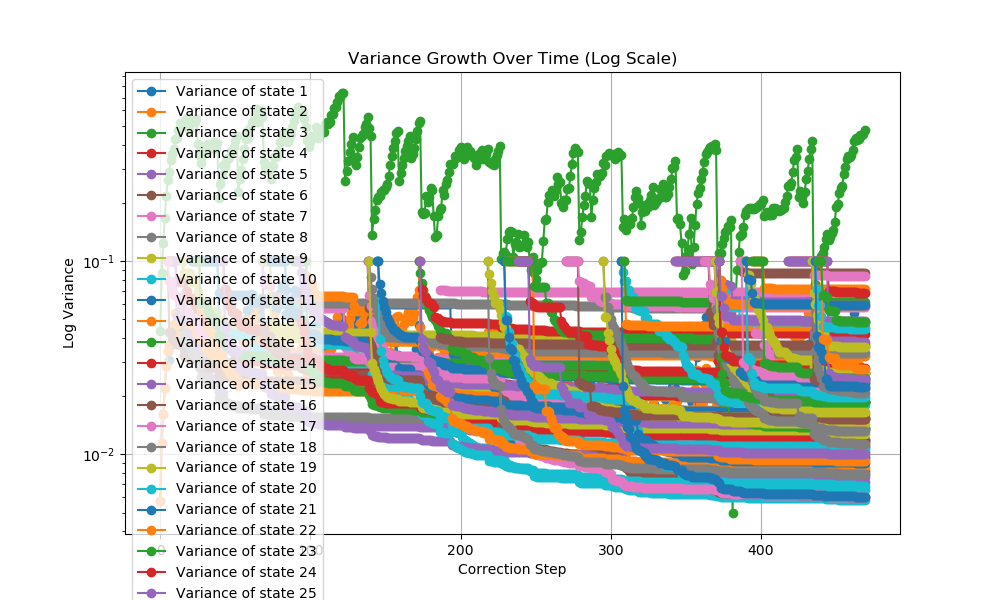 Variance Growth Over Time (Log Scale)
Log Variance
10⁻¹
10⁻²
Variance of state 1
Variance of state 2
Variance of state 3
Variance of state 4
Variance of state 5
Variance of state 6
Variance of state 7
Variance of state 8
Variance of state 9
Variance of state 10
Variance of state 11
Variance of state 12
Variance of state 13
Variance of state 14
Variance of state 15
Variance of state 16
Variance of state 17
Variance of state 18
Variance of state 19
Variance of state 20
Variance of state 21
Variance of state 22
Variance of state 23
Variance of state 24
Variance of state 25
200 300 400
Correction Step